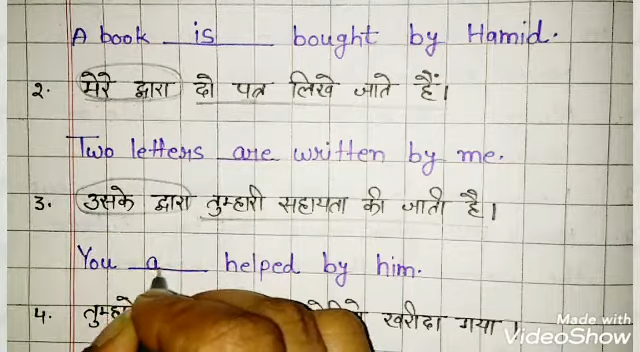 A book is bought by Hamid.
२. मेरे द्वारा दो पत्र लिखे जाते हैं।
Two letters are written by me.
3. उसके द्वारा तुम्हारी सहायता की जाती है।
You a helped by him.
4. खरीदा गया।
Made with
VideoShow